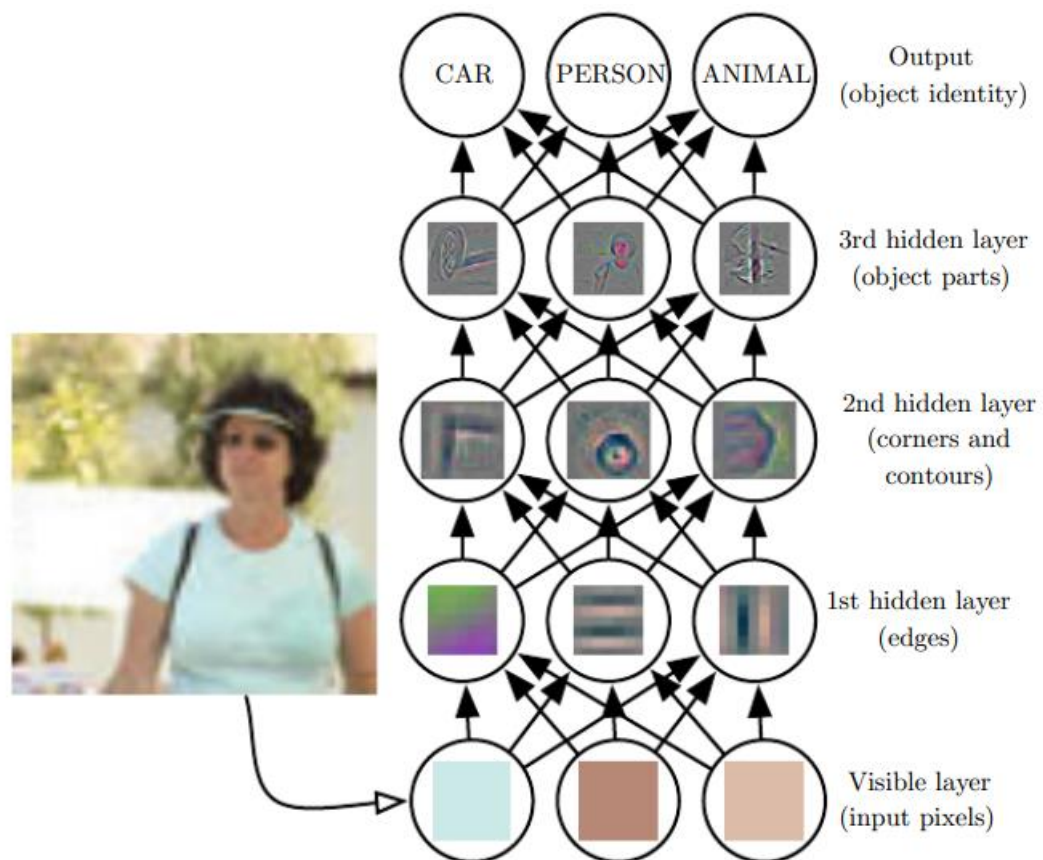 CAR PERSON ANIMAL
Output
(object identity)
3rd hidden layer
(object parts)
2nd hidden layer
(corners and
contours)
1st hidden layer
(edges)
Visible layer
(input pixels)